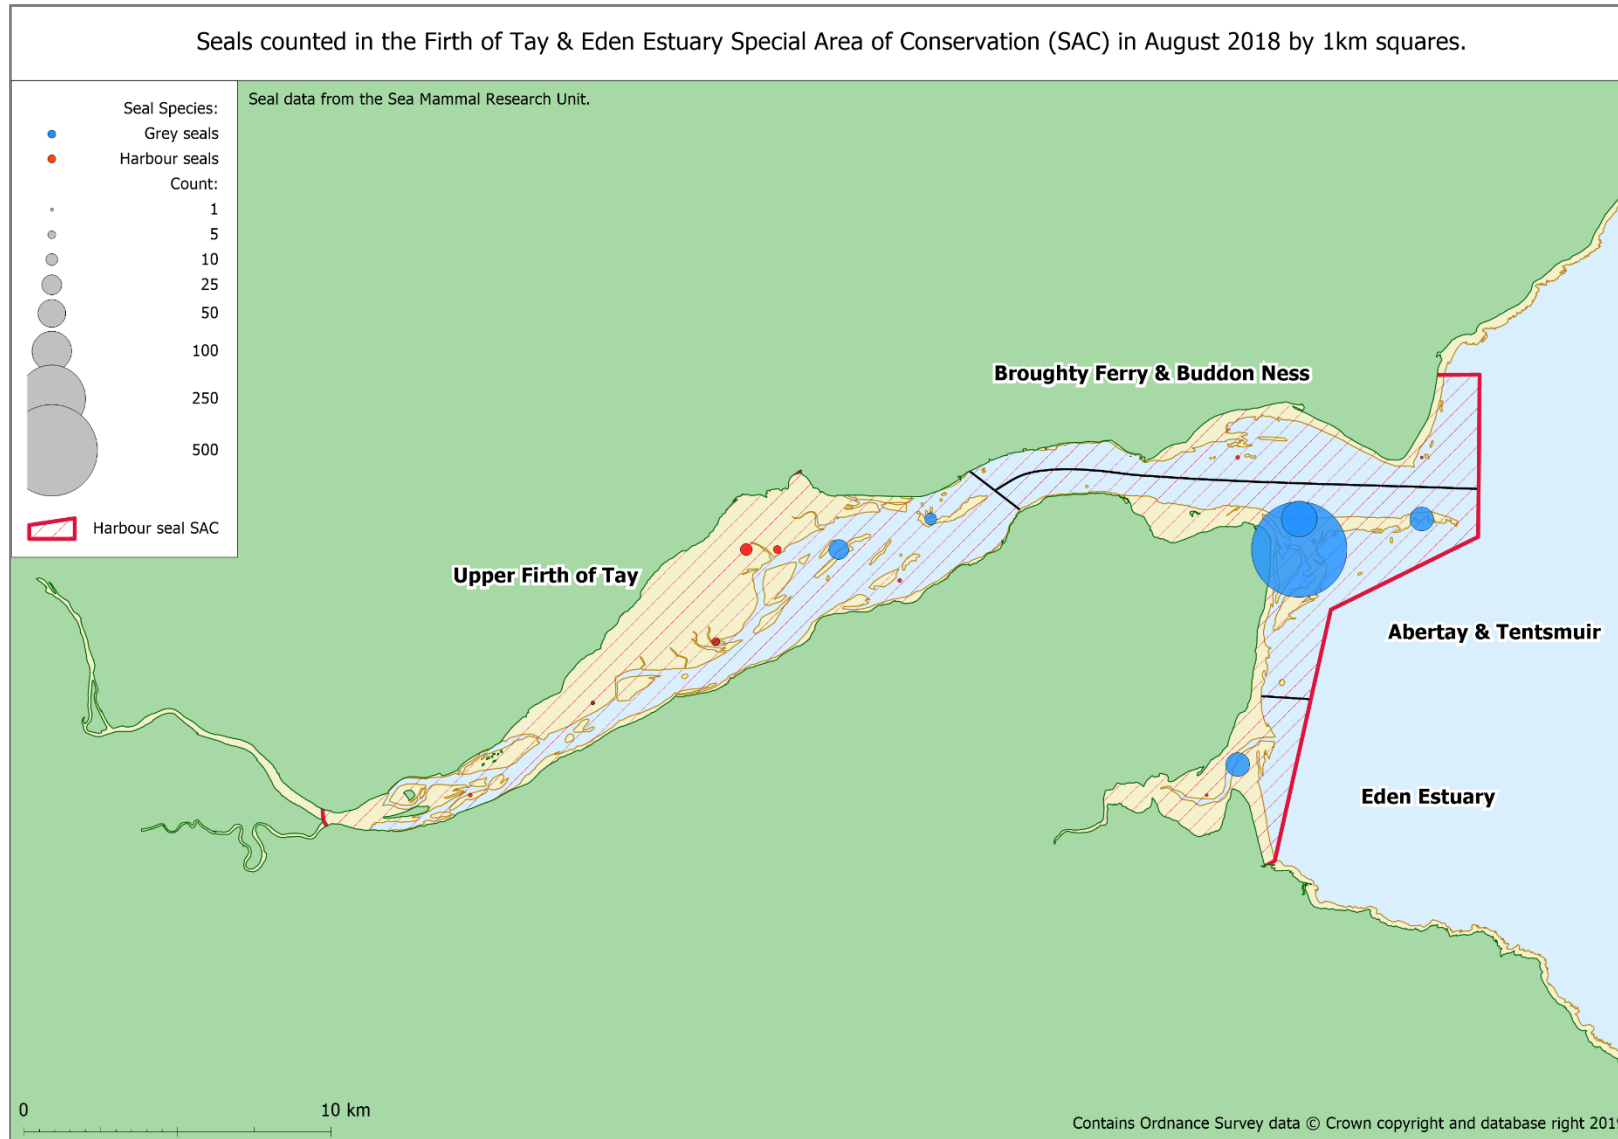 Seals counted in the Firth of Tay & Eden Estuary Special Area of Conservation (SAC) in August 2018 by 1km squares.
Seal data from the Sea Mammal Research Unit.
Seal Species:
Grey seals
Harbour seals
Count:
1
5
10
25
50
100
250
500
Harbour seal SAC
Broughty Ferry & Buddon Ness
Upper Firth of Tay
Abertay & Tentsmuir
Eden Estuary
0 10 km
Contains Ordnance Survey data © Crown copyright and database right 201